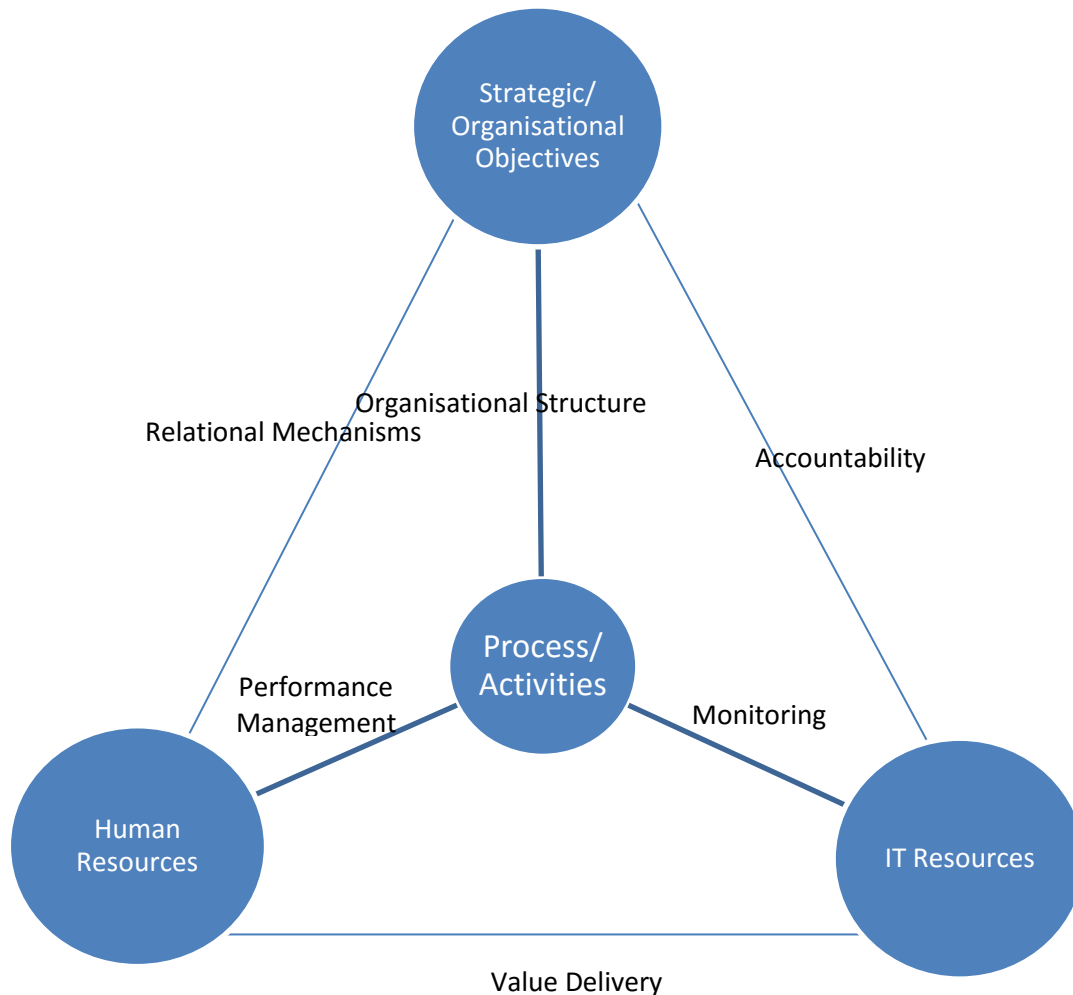 Strategic/
Organisational
Objectives
Organisational Structure
Relational Mechanisms
Accountability
Process/
Activities
Performance
Management
Monitoring
Human
Resources
IT Resources
Value Delivery